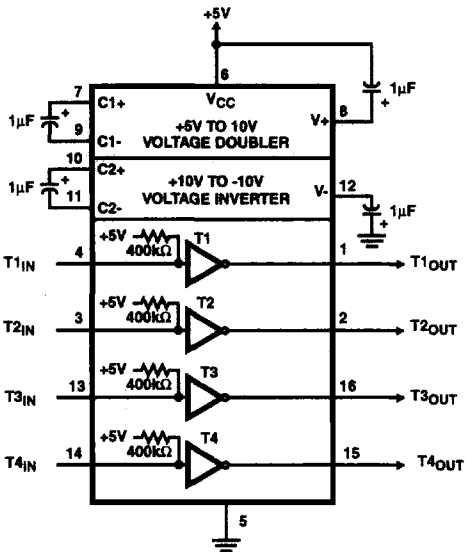 +5V
6
VCC
7
C1+
1µF
+
9
C1-
+5V TO 10V
VOLTAGE DOUBLER
V+
8
1µF
+
10
C2+
1µF
+
11
C2-
+10V TO -10V
VOLTAGE INVERTER
V-
12
1µF
+
T1IN
4
+5V
400kΩ
T1
1
T1OUT
T2IN
3
+5V
400kΩ
T2
2
T2OUT
T3IN
13
+5V
400kΩ
T3
16
T3OUT
T4IN
14
+5V
400kΩ
T4
15
T4OUT
5